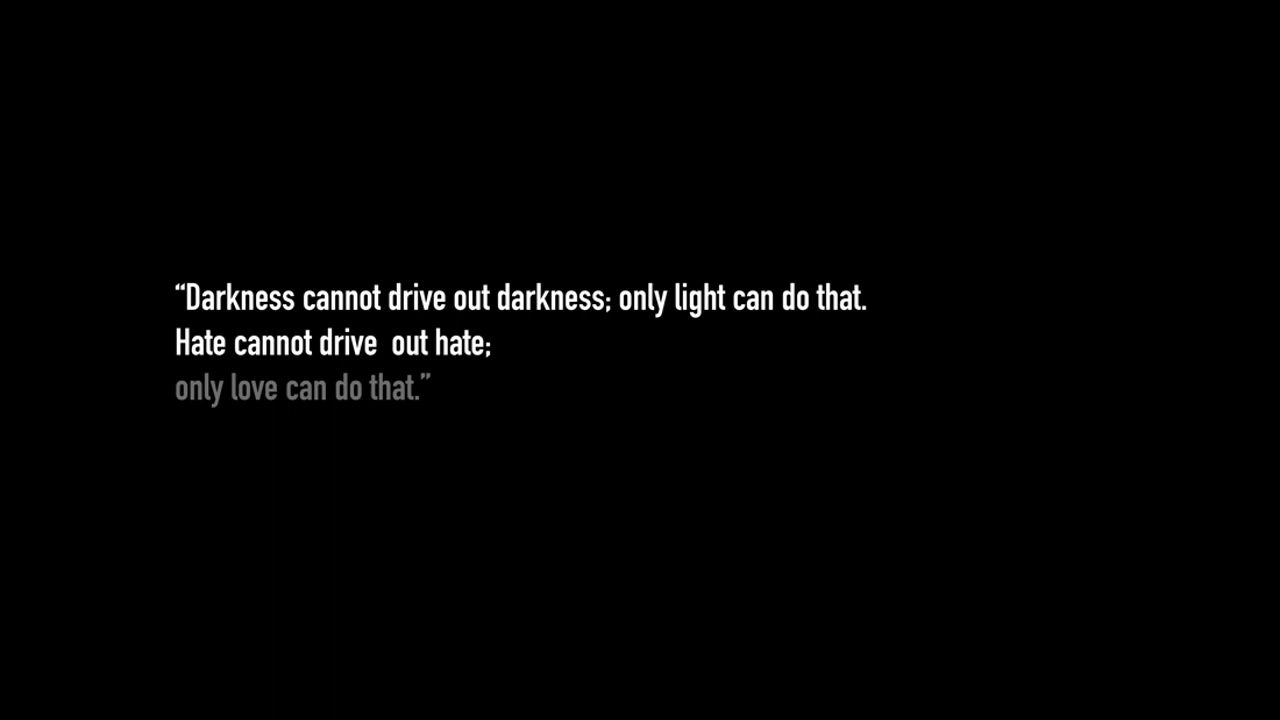 “Darkness cannot drive out darkness; only light can do that.
Hate cannot drive  out hate;
only love can do that.”